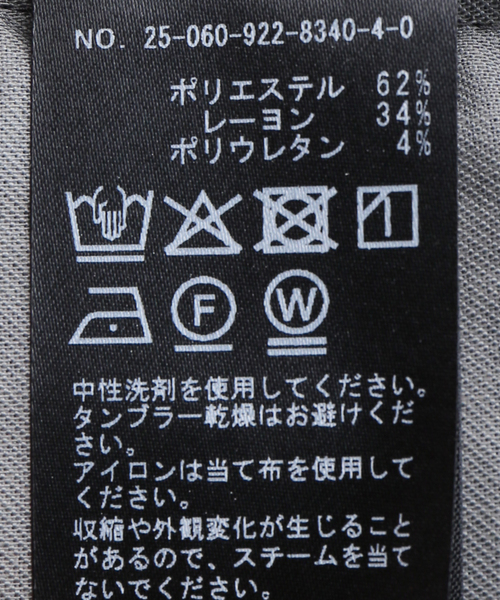 NO. 25-060-922-8340-4-0
ポリエステル 62%
レーヨン 34%
ポリウレタン 4%
F W
中性洗剤を使用してください。
タンブラー乾燥はお避けくだ
さい。
アイロンは当て布を使用して
ください。
収縮や外観変化が生じること
があるので、スチームを当て
ないでください。